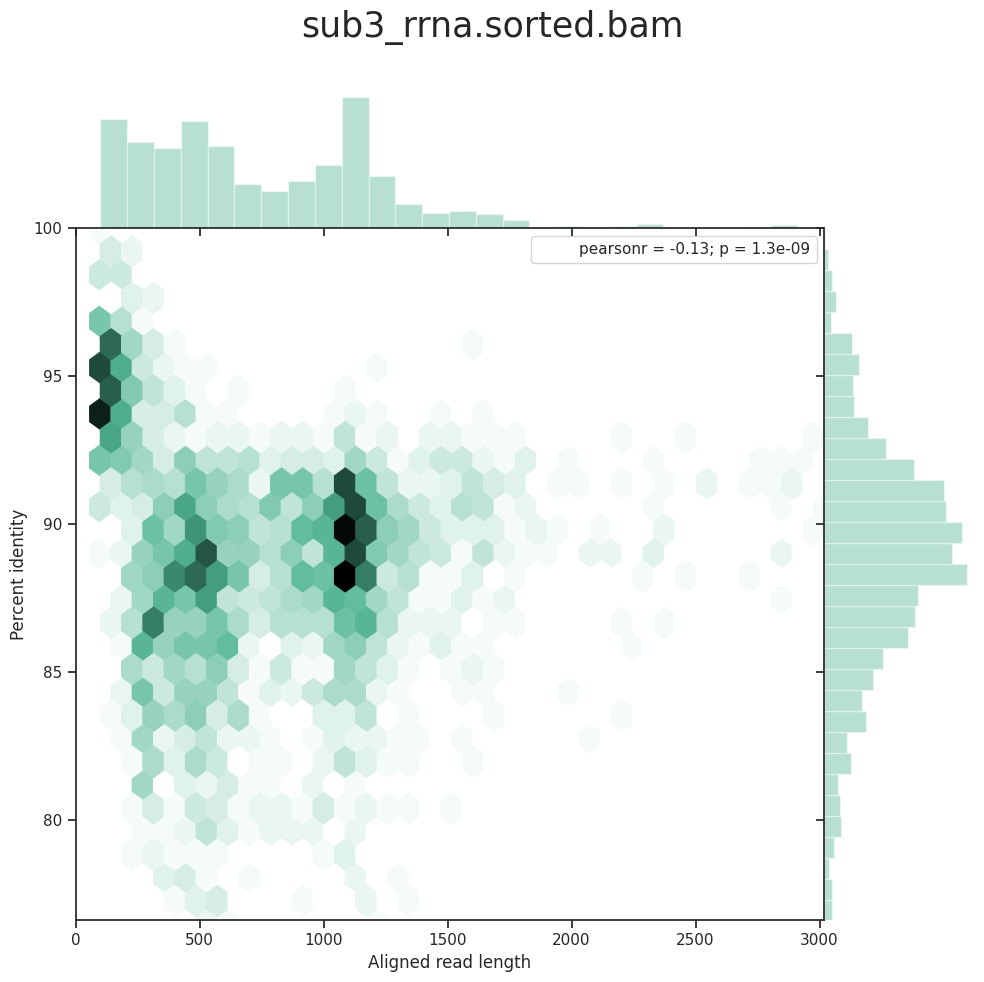 sub3_rrna.sorted.bam
pearsonr = -0.13; p = 1.3e-09
100
95
90
85
80
Percent identity
0 500 1000 1500 2000 2500 3000
Aligned read length